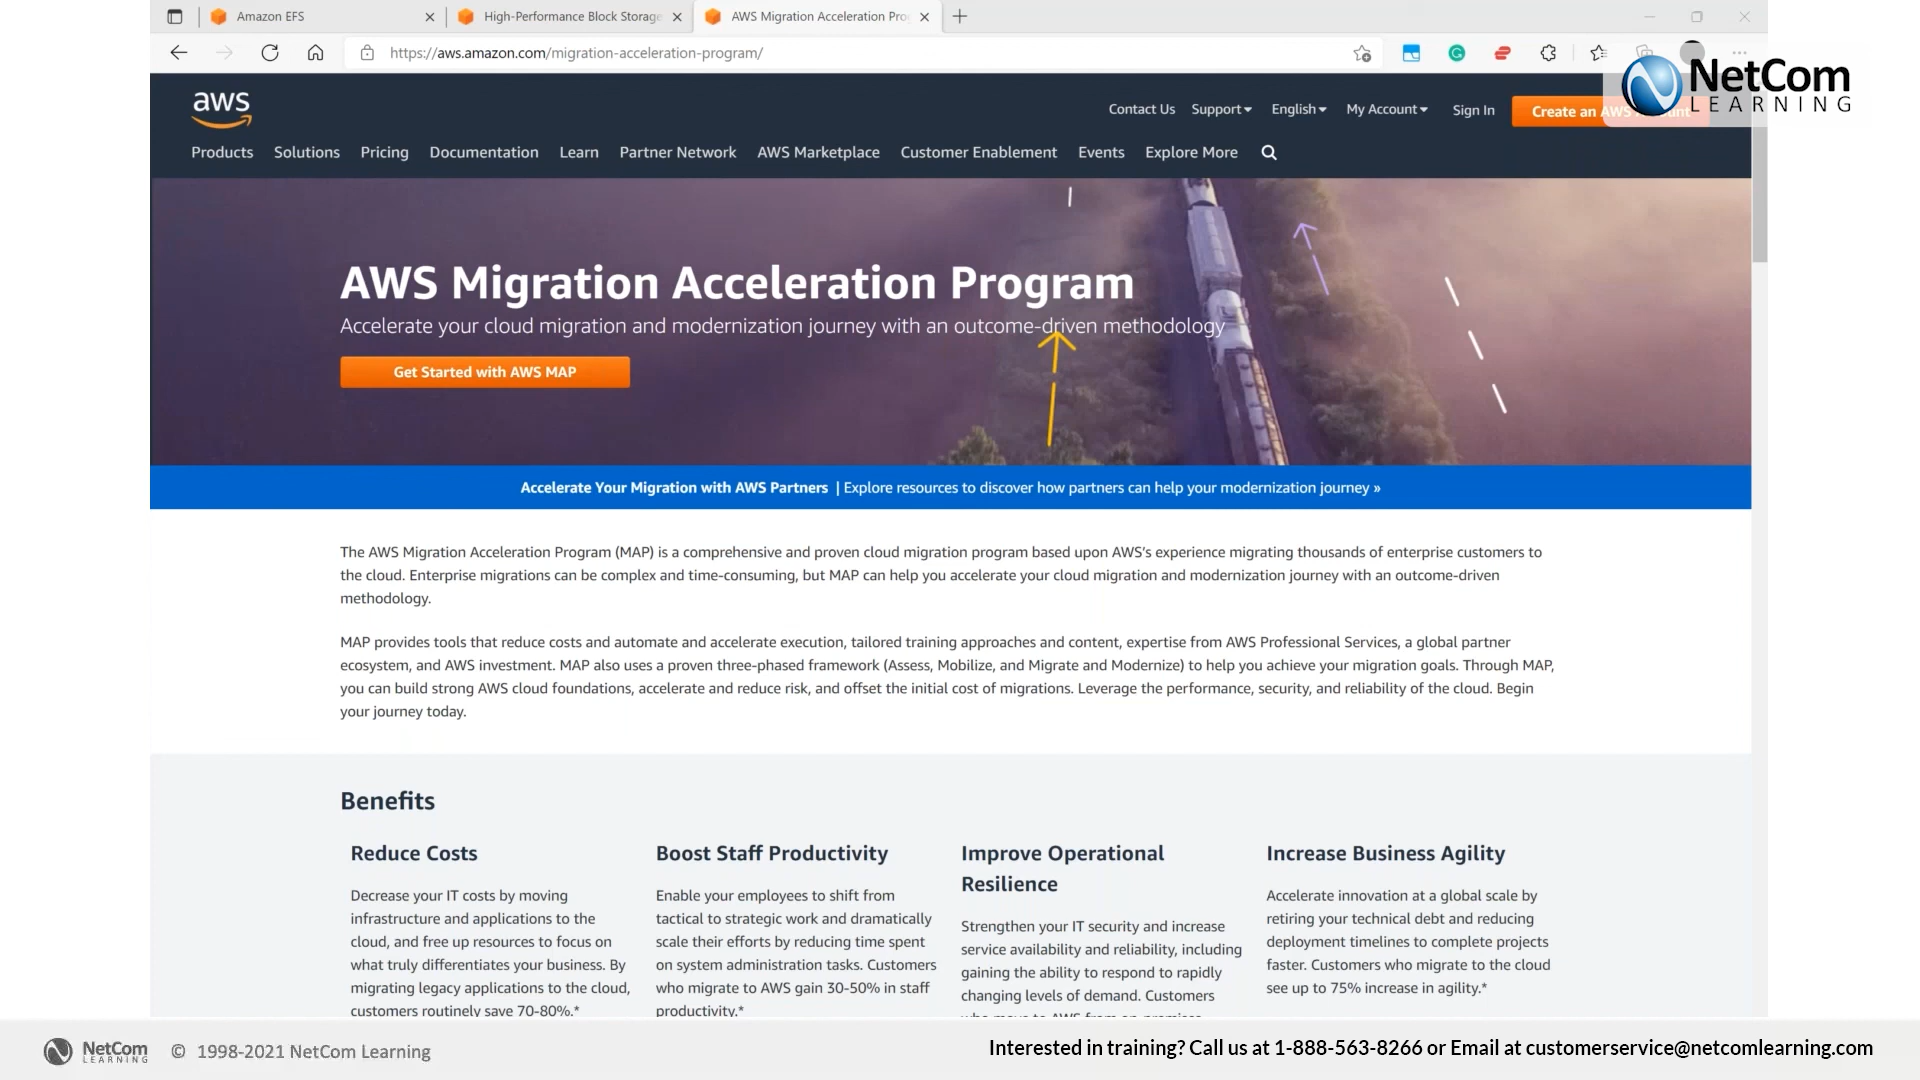 Amazon EFS
High-Performance Block Storage
AWS Migration Acceleration Pro
https://aws.amazon.com/migration-acceleration-program/
NetCom
LEARNING
aws
Contact Us Support English My Account Sign In Create an AWS
Products Solutions Pricing Documentation Learn Partner Network AWS Marketplace Customer Enablement Events Explore More
AWS Migration Acceleration Program
Accelerate your cloud migration and modernization journey with an outcome-driven methodology
Get Started with AWS MAP
Accelerate Your Migration with AWS Partners | Explore resources to discover how partners can help your modernization journey »
The AWS Migration Acceleration Program (MAP) is a comprehensive and proven cloud migration program based upon AWS's experience migrating thousands of enterprise customers to
the cloud. Enterprise migrations can be complex and time-consuming, but MAP can help you accelerate your cloud migration and modernization journey with an outcome-driven
methodology.
MAP provides tools that reduce costs and automate and accelerate execution, tailored training approaches and content, expertise from AWS Professional Services, a global partner
ecosystem, and AWS investment. MAP also uses a proven three-phased framework (Assess, Mobilize, and Migrate and Modernize) to help you achieve your migration goals. Through MAP,
you can build strong AWS cloud foundations, accelerate and reduce risk, and offset the initial cost of migrations. Leverage the performance, security, and reliability of the cloud. Begin
your journey today.
Benefits
Reduce Costs
Decrease your IT costs by moving
infrastructure and applications to the
cloud, and free up resources to focus on
what truly differentiates your business. By
migrating legacy applications to the cloud,
customers routinely save 70-80%.*
Boost Staff Productivity
Enable your employees to shift from
tactical to strategic work and dramatically
scale their efforts by reducing time spent
on system administration tasks. Customers
who migrate to AWS gain 30-50% in staff
productivity.*
Improve Operational
Resilience
Strengthen your IT security and increase
service availability and reliability, including
gaining the ability to respond to rapidly
changing levels of demand. Customers
Increase Business Agility
Accelerate innovation at a global scale by
retiring your technical debt and reducing
deployment timelines to complete projects
faster. Customers who migrate to the cloud
see up to 75% increase in agility.*
NetCom
LEARNING
© 1998-2021 NetCom Learning
Interested in training? Call us at 1-888-563-8266 or Email at customerservice@netcomlearning.com